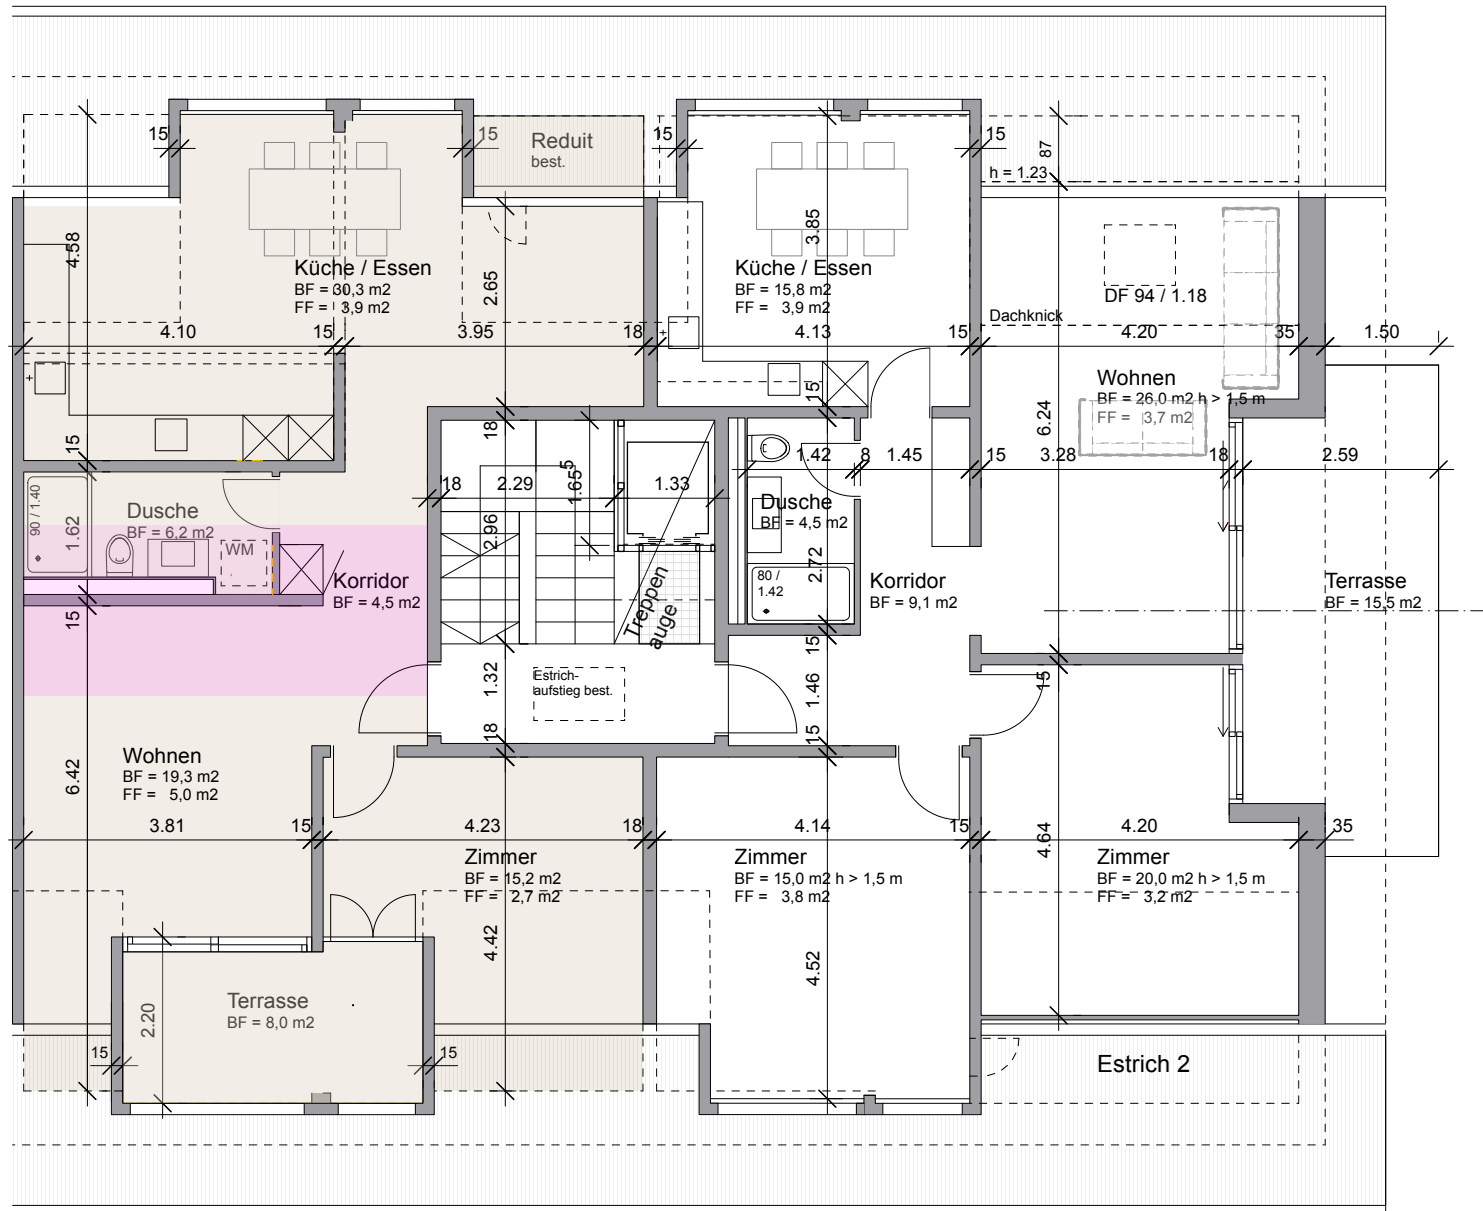 15
15
Reduit
best.
15
15
87
h = 1.23
4.58
Küche / Essen
BF = 30,3 m2
FF = 3,9 m2
2.65
3.85
Küche / Essen
BF = 15,8 m2
FF = 3,9 m2
DF 94 / 1.18
Dachknick
4.10
15
3.95
18
4.13
15
4.20
35
1.50
+
+
15
Wohnen
BF = 26,0 m2 h > 1,5 m
FF = 3,7 m2
6.24
15
18
18
2.29
1.65
5
1.33
1.42
8
1.45
15
3.28
18
2.59
90 / 1.40
1.62
Dusche
BF = 6,2 m2
WM
2.96
Dusche
BF = 4,5 m2
2.72
80 /
1.42
Korridor
BF = 4,5 m2
Treppen
auge
Korridor
BF = 9,1 m2
Terrasse
BF = 15,5 m2
15
15
1.32
Estrich-
aufstieg best.
1.46
15
18
15
Wohnen
BF = 19,3 m2
FF = 5,0 m2
6.42
3.81
15
4.23
18
4.14
15
4.20
35
4.64
Zimmer
BF = 15,2 m2
FF = 2,7 m2
Zimmer
BF = 15,0 m2 h > 1,5 m
FF = 3,8 m2
Zimmer
BF = 20,0 m2 h > 1,5 m
FF = 3,2 m2
4.42
4.52
Terrasse
BF = 8,0 m2
2.20
15
15
Estrich 2